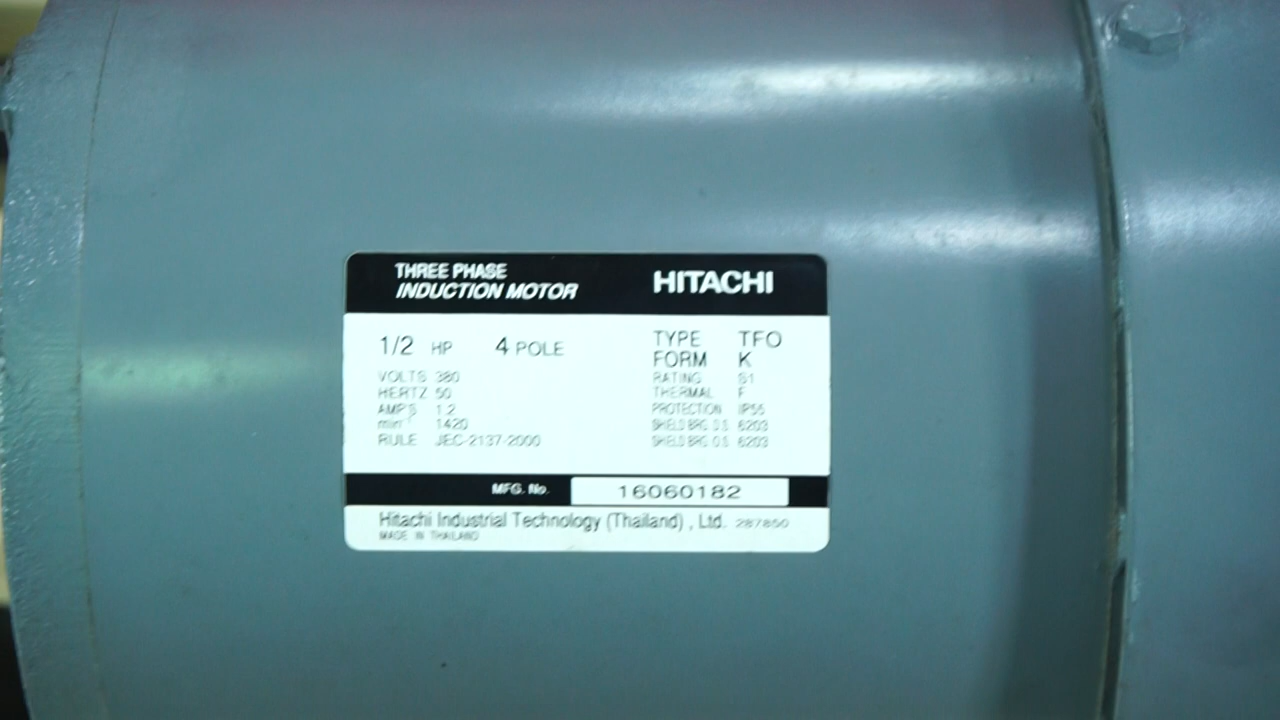 THREE PHASE
INDUCTION MOTOR
HITACHI
1/2 HP 4 POLE
VOLTS 380
HERTZ 50
AMP'S 1.2
min⁻¹ 1420
RULE JEC-2137-2000
TYPE TFO
FORM K
RATING S1
THERMAL F
PROTECTION IP55
SHIELD BRG 6203
SHIELD BRG O.S 6203
MFG. No. 16060182
Hitachi Industrial Technology (Thailand) , Ltd. 287850
MADE IN THAILAND